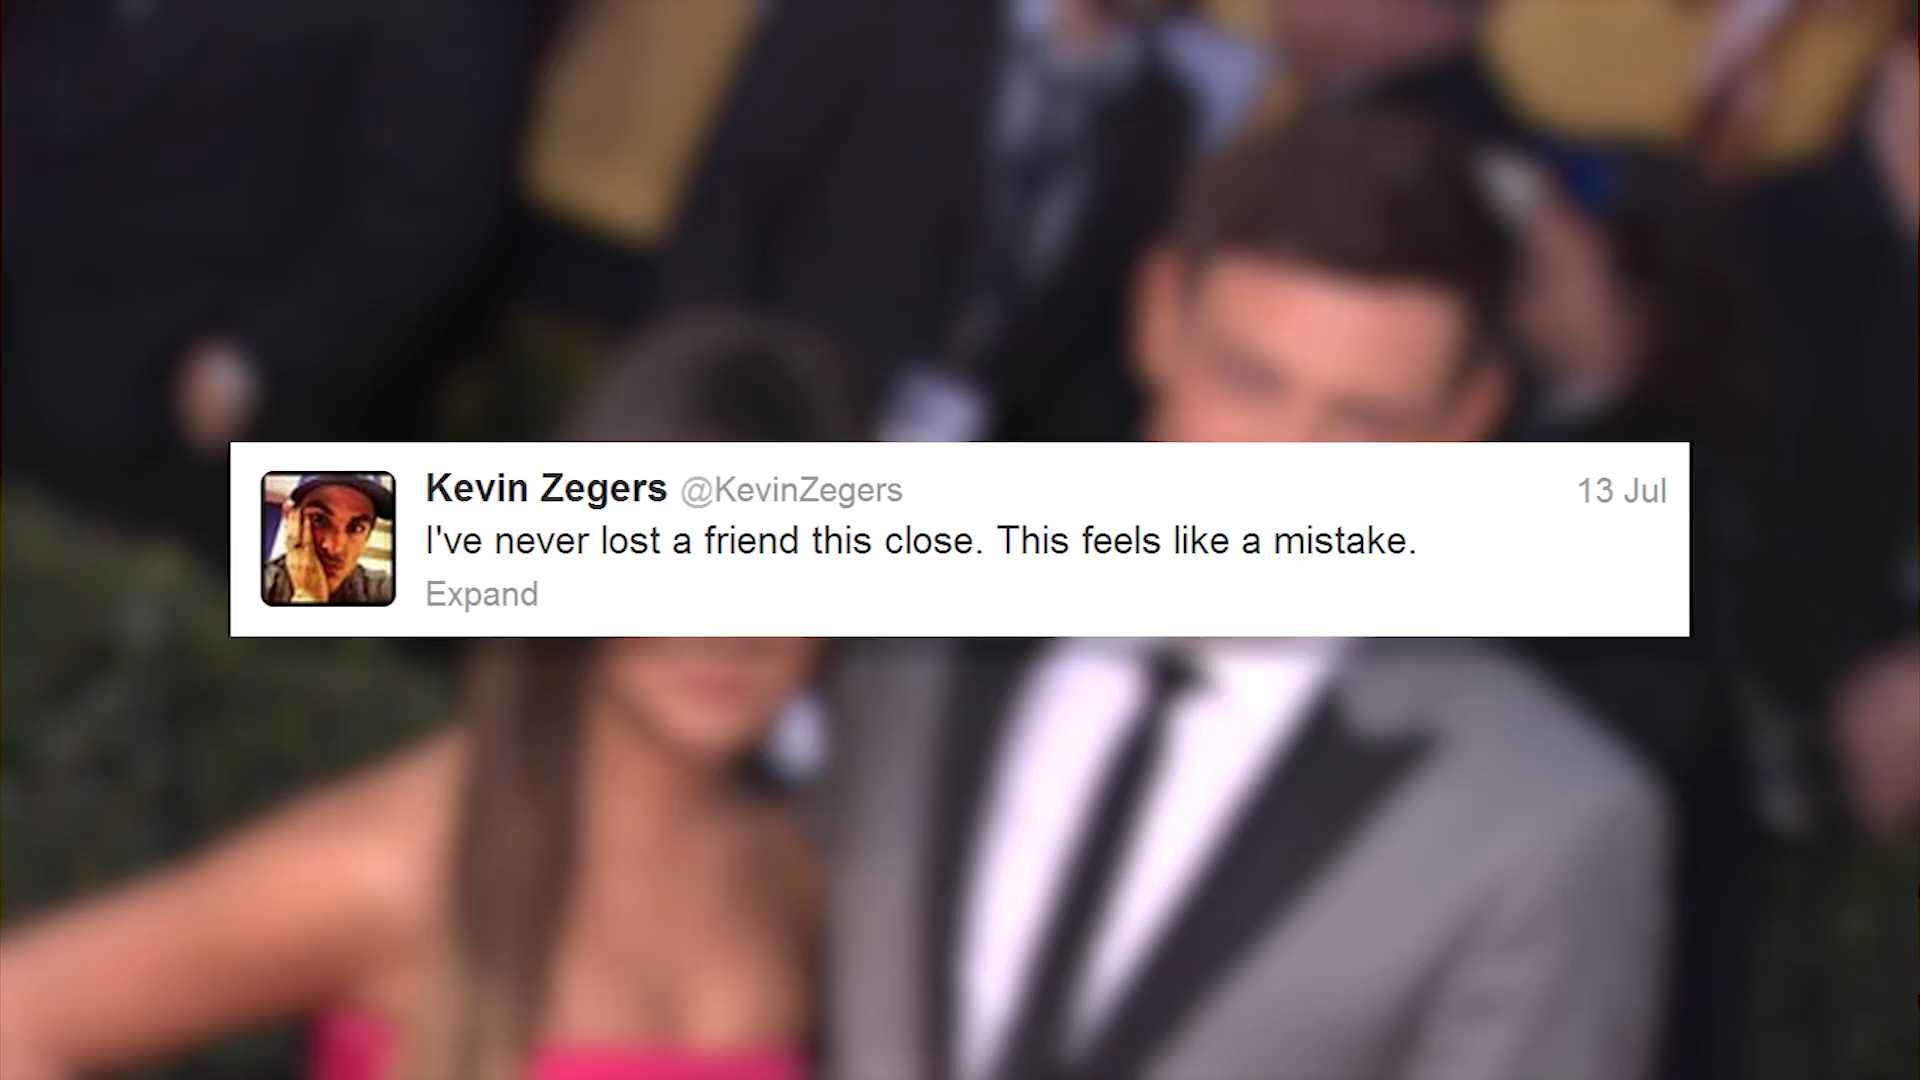 Kevin Zegers @KevinZegers 13 Jul
I've never lost a friend this close. This feels like a mistake.
Expand